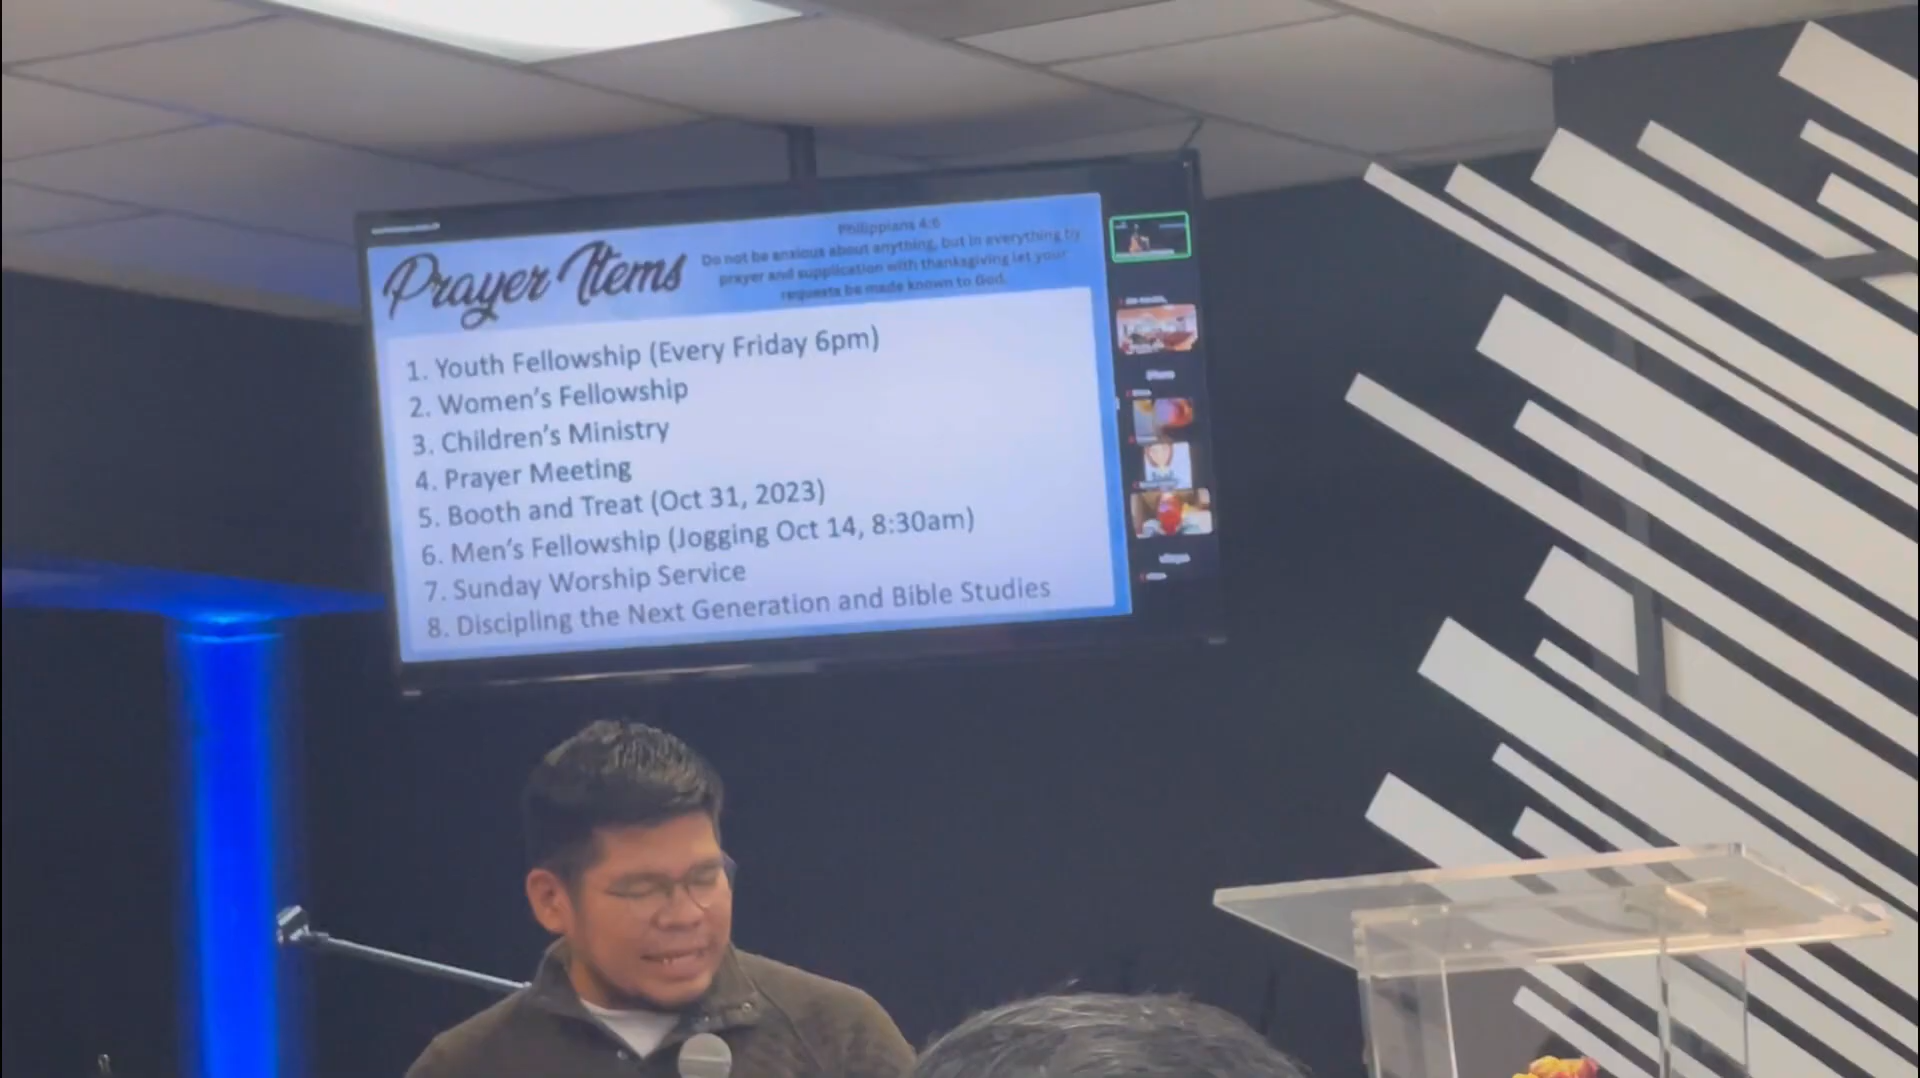 Prayer Items
Philippians 4:6
Do not be anxious about anything, but in everything by
prayer and supplication with thanksgiving let your
requests be made known to God.
1. Youth Fellowship (Every Friday 6pm)
2. Women's Fellowship
3. Children's Ministry
4. Prayer Meeting
5. Booth and Treat (Oct 31, 2023)
6. Men's Fellowship (Jogging Oct 14, 8:30am)
7. Sunday Worship Service
8. Discipling the Next Generation and Bible Studies